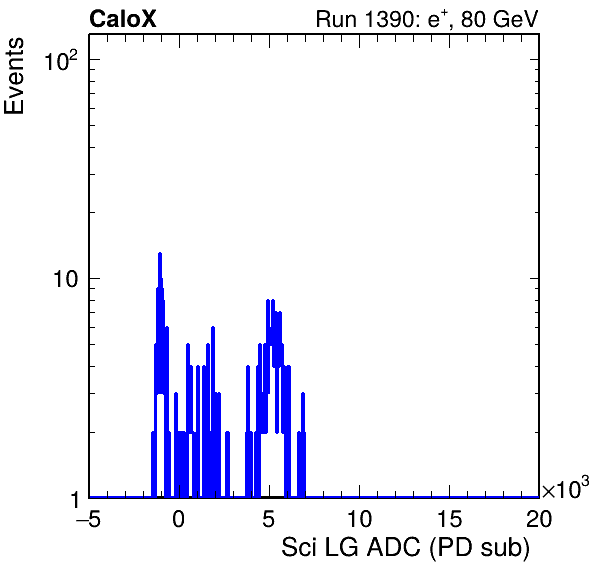 CaloX
Run 1390: e⁺, 80 GeV
Events
10²
10
1
−5 0 5 10 15 20
×10³
Sci LG ADC (PD sub)